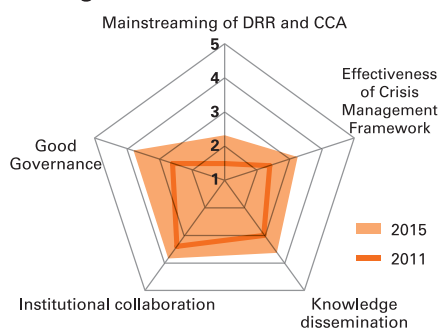 Mainstreaming of DRR and CCA
5
4
3
2
1
Effectiveness
of Crisis
Management
Framework
Good
Governance
2015
2011
Institutional collaboration
Knowledge
dissemination